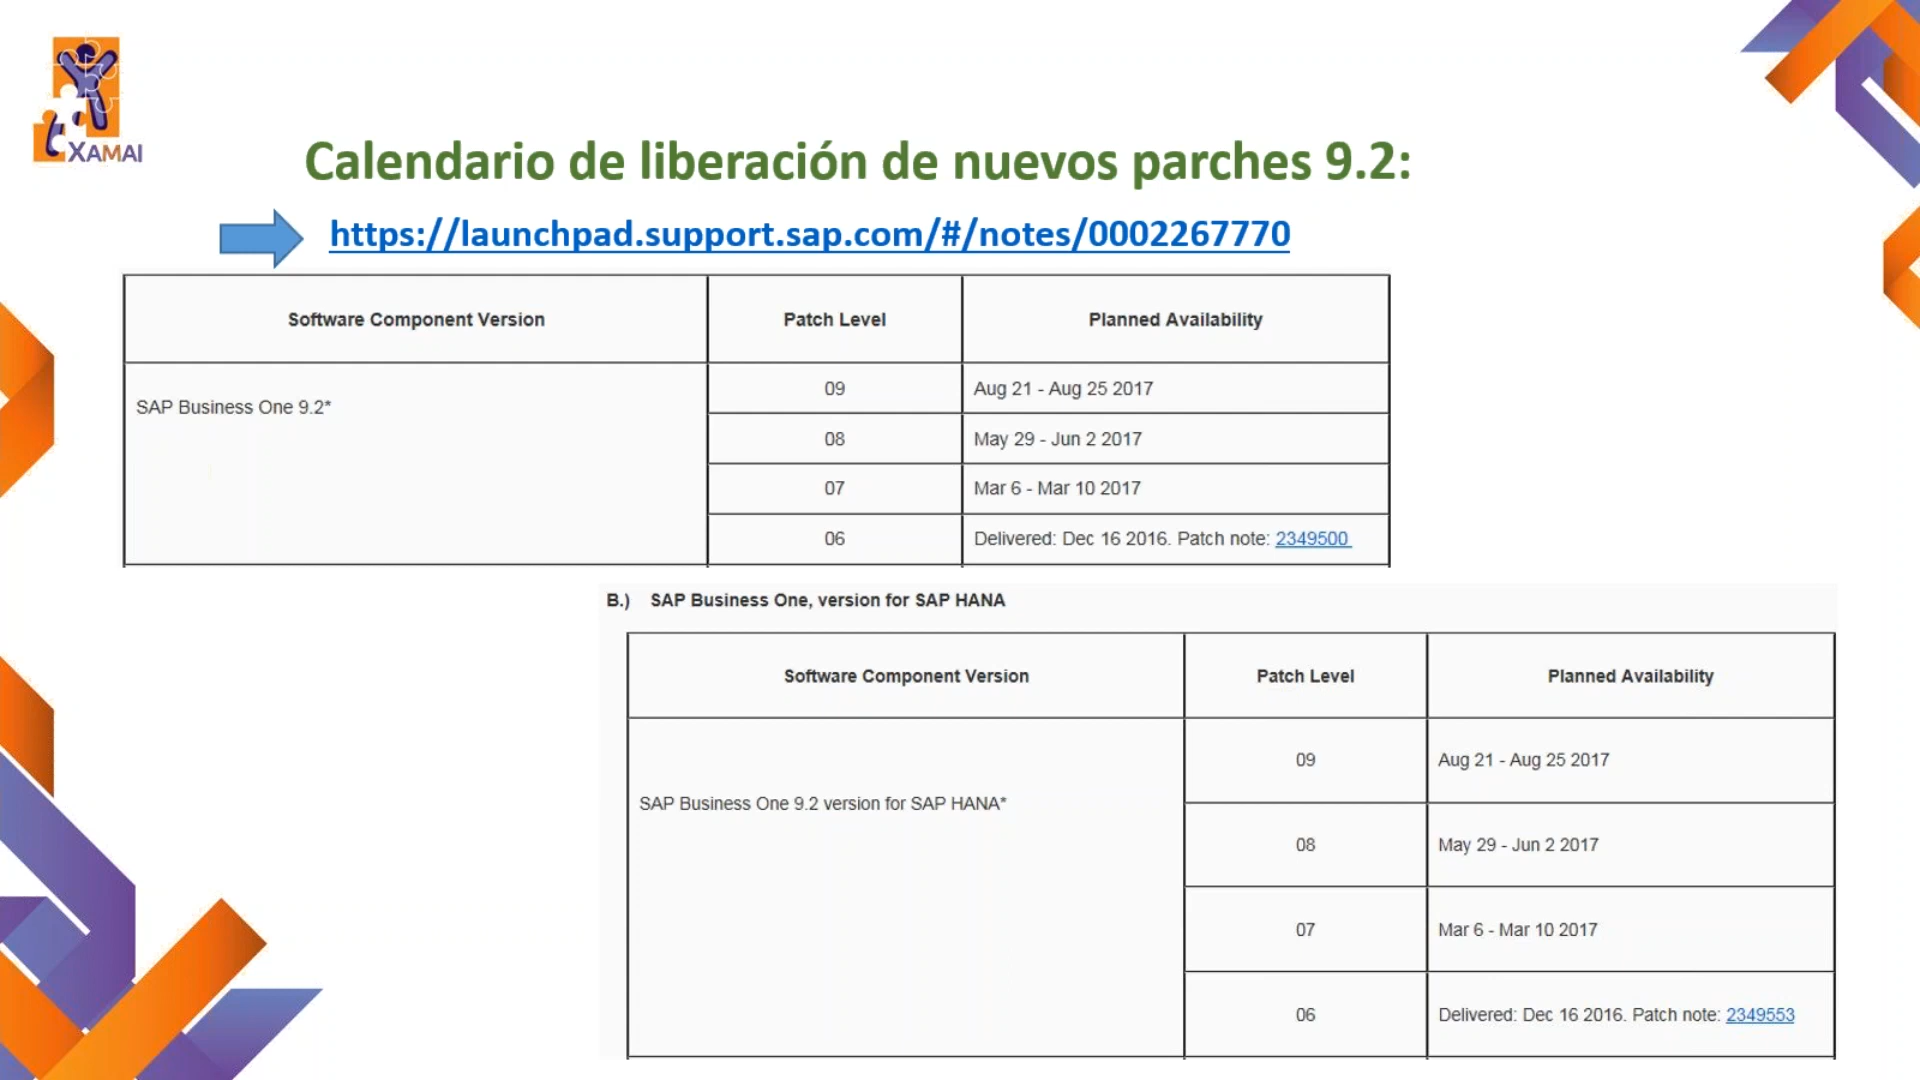 XAMAI
Calendario de liberación de nuevos parches 9.2:
https://launchpad.support.sap.com/#/notes/0002267770
Software Component Version Patch Level Planned Availability
SAP Business One 9.2*
09 Aug 21 - Aug 25 2017
08 May 29 - Jun 2 2017
07 Mar 6 - Mar 10 2017
06 Delivered: Dec 16 2016. Patch note: 2349500
B.) SAP Business One, version for SAP HANA
Software Component Version Patch Level Planned Availability
SAP Business One 9.2 version for SAP HANA*
09 Aug 21 - Aug 25 2017
08 May 29 - Jun 2 2017
07 Mar 6 - Mar 10 2017
06 Delivered: Dec 16 2016. Patch note: 2349553